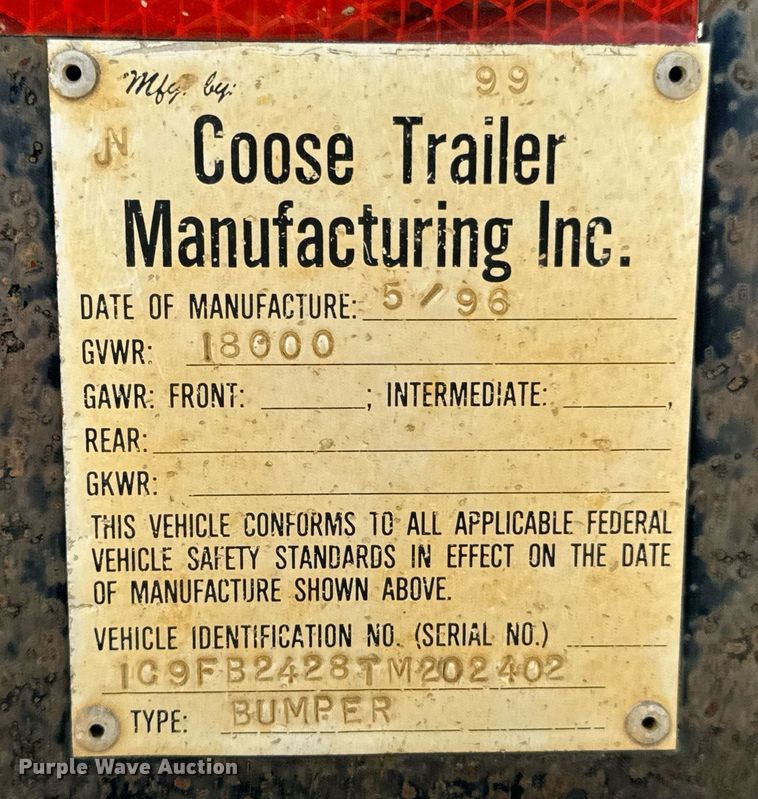 Mfg. by: 99
JN
Coose Trailer
Manufacturing Inc.
DATE OF MANUFACTURE: 5/96
GVWR: 18000
GAWR: FRONT: ______; INTERMEDIATE: ______,
REAR:
GKWR:
THIS VEHICLE CONFORMS TO ALL APPLICABLE FEDERAL
VEHICLE SAFETY STANDARDS IN EFFECT ON THE DATE
OF MANUFACTURE SHOWN ABOVE.
VEHICLE IDENTIFICATION NO. (SERIAL NO.)
1C9FB2428TM202402
TYPE: BUMPER
Purple Wave Auction